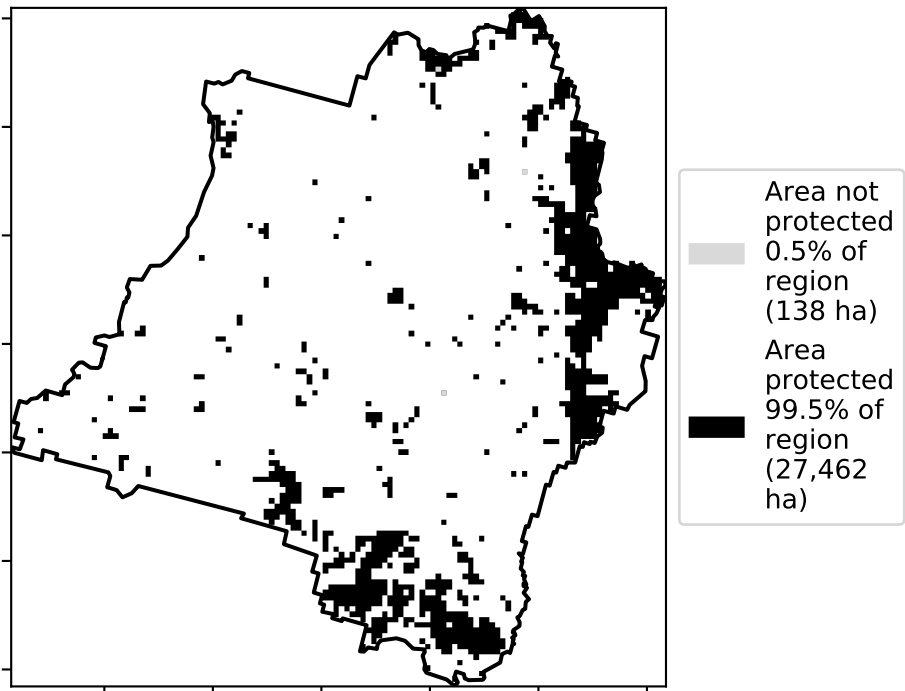 Area not
protected
0.5% of
region
(138 ha)
Area
protected
99.5% of
region
(27,462
ha)